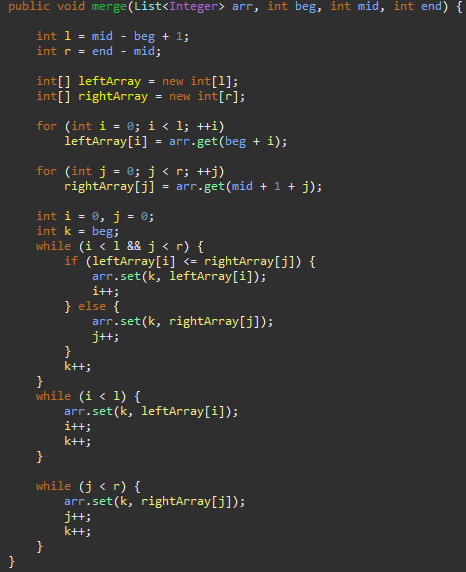 public void merge(List<Integer> arr, int beg, int mid, int end) {
int l = mid - beg + 1;
int r = end - mid;
int[] leftArray = new int[l];
int[] rightArray = new int[r];
for (int i = 0; i < l; ++i)
leftArray[i] = arr.get(beg + i);
for (int j = 0; j < r; ++j)
rightArray[j] = arr.get(mid + 1 + j);
int i = 0, j = 0;
int k = beg;
while (i < l && j < r) {
if (leftArray[i] <= rightArray[j]) {
arr.set(k, leftArray[i]);
i++;
} else {
arr.set(k, rightArray[j]);
j++;
}
k++;
}
while (i < l) {
arr.set(k, leftArray[i]);
i++;
k++;
}
while (j < r) {
arr.set(k, rightArray[j]);
j++;
k++;
}
}